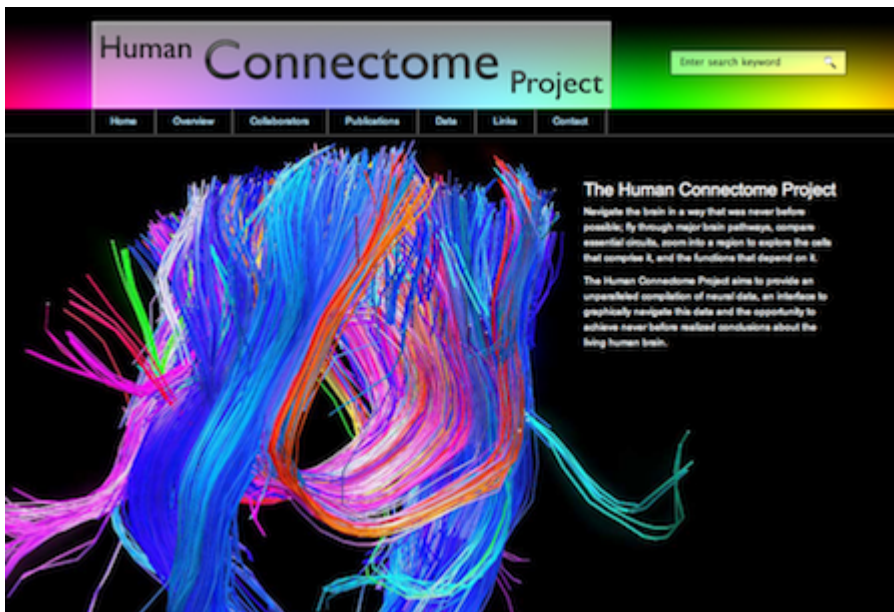 Human Connectome Project
Enter search keyword
Home Overview Collaborators Publications Data Links Contact
The Human Connectome Project
Navigate the brain in a way that was never before
possible; fly through major brain pathways, compare
essential circuits, zoom into a region to explore the cells
that comprise it, and the functions that depend on it.
The Human Connectome Project aims to provide an
unparalleled compilation of neural data, an interface to
graphically navigate this data and the opportunity to
achieve never before realized conclusions about the
living human brain.